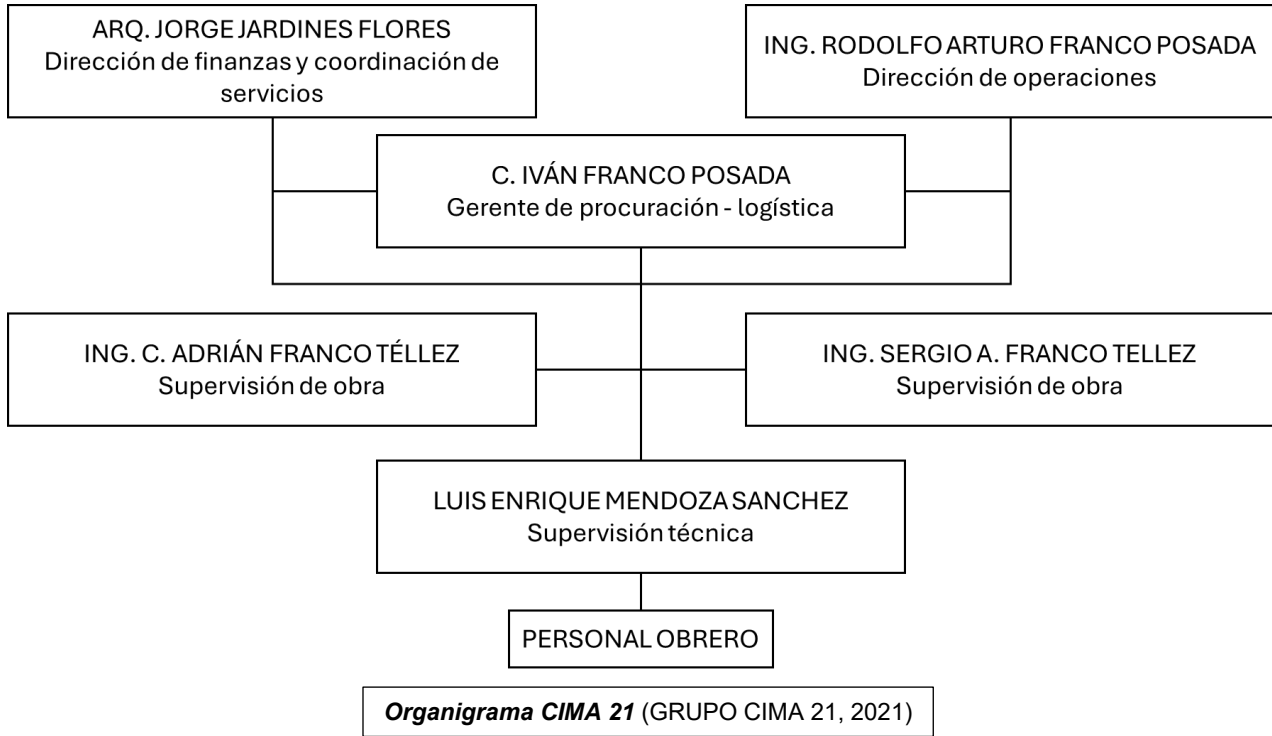 ARQ. JORGE JARDINES FLORES
Dirección de finanzas y coordinación de
servicios
ING. RODOLFO ARTURO FRANCO POSADA
Dirección de operaciones
C. IVÁN FRANCO POSADA
Gerente de procuración - logística
ING. C. ADRIÁN FRANCO TÉLLEZ
Supervisión de obra
ING. SERGIO A. FRANCO TELLEZ
Supervisión de obra
LUIS ENRIQUE MENDOZA SANCHEZ
Supervisión técnica
PERSONAL OBRERO
Organigrama CIMA 21 (GRUPO CIMA 21, 2021)